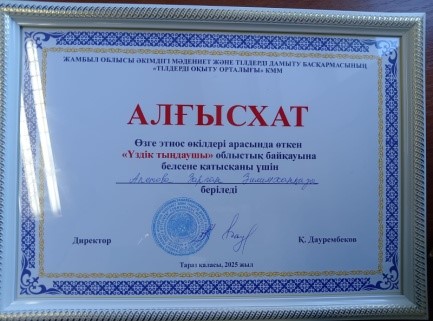 ЖАМБЫЛ ОБЛЫСЫ ӘКІМДІГІ МӘДЕНИЕТ ЖӘНЕ ТІЛДЕРДІ ДАМЫТУ БАСҚАРМАСЫНЫҢ
«ТІЛДЕРДІ ОҚЫТУ ОРТАЛЫҒЫ» КММ
АЛҒЫСХАТ
Өзге этнос өкілдері арасында өткен
«Үздік тыңдаушы» облыстық байқауына
белсене қатысқаны үшін
беріледі
Директор
Қ. Даурембеков
Тараз қаласы, 2025 жыл